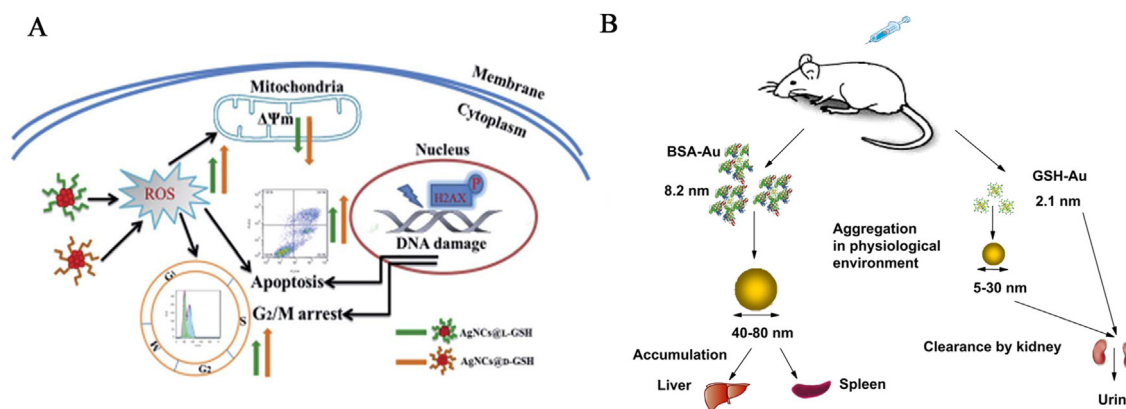 A
Membrane
Mitochondria
Cytoplasm
ΔΨm
Nucleus
ROS
P
H2AX
DNA damage
Apoptosis
G1
S
G2/M arrest
M
G2
AgNCs@L-GSH
AgNCs@D-GSH
B
BSA-Au
8.2 nm
GSH-Au
2.1 nm
Aggregation
in physiological
environment
5-30 nm
40-80 nm
Accumulation
Clearance by kidney
Liver
Spleen
Urin